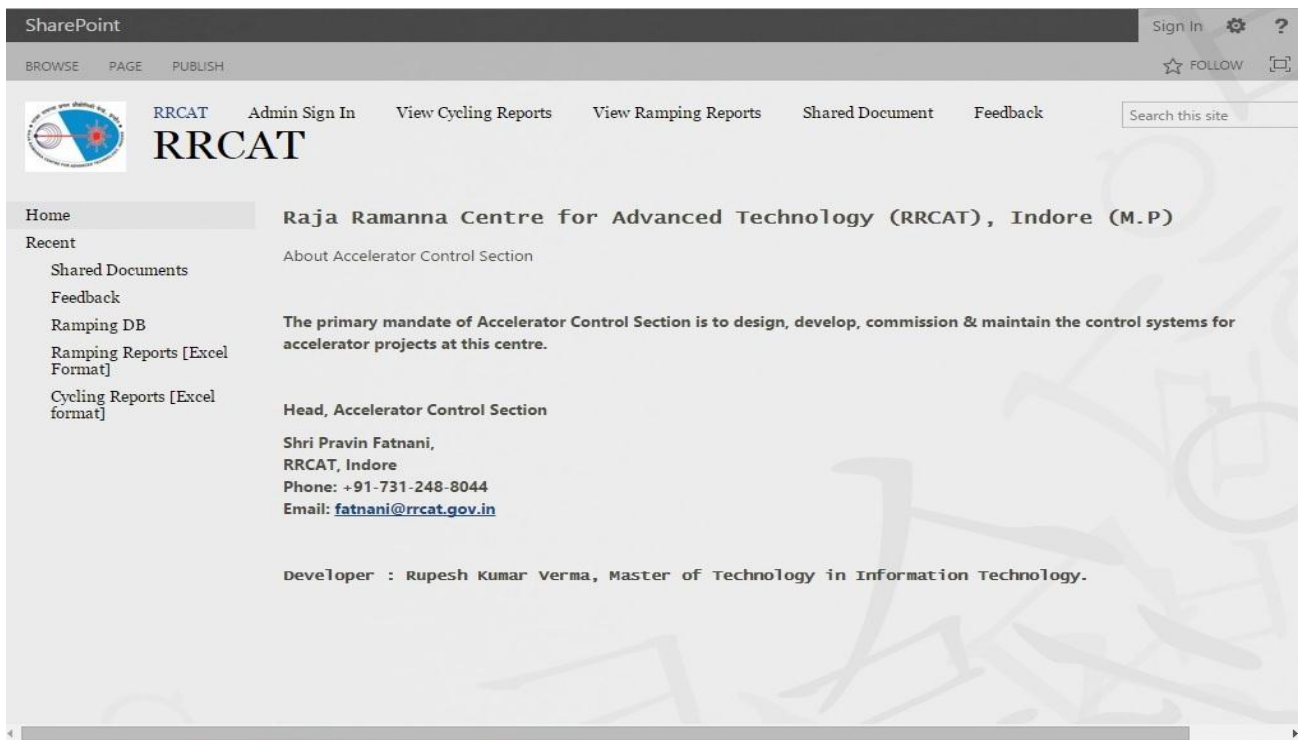 SharePoint
Sign In
?
BROWSE PAGE PUBLISH
FOLLOW
RRCAT Admin Sign In View Cycling Reports View Ramping Reports Shared Document Feedback
Search this site
RRCAT
Home
Recent
Shared Documents
Feedback
Ramping DB
Ramping Reports [Excel
Format]
Cycling Reports [Excel
format]
Raja Ramanna Centre for Advanced Technology (RRCAT), Indore (M.P)
About Accelerator Control Section
The primary mandate of Accelerator Control Section is to design, develop, commission & maintain the control systems for
accelerator projects at this centre.
Head, Accelerator Control Section
Shri Pravin Fatnani,
RRCAT, Indore
Phone: +91-731-248-8044
Email: fatnani@rrcat.gov.in
Developer : Rupesh Kumar Verma, Master of Technology in Information Technology.